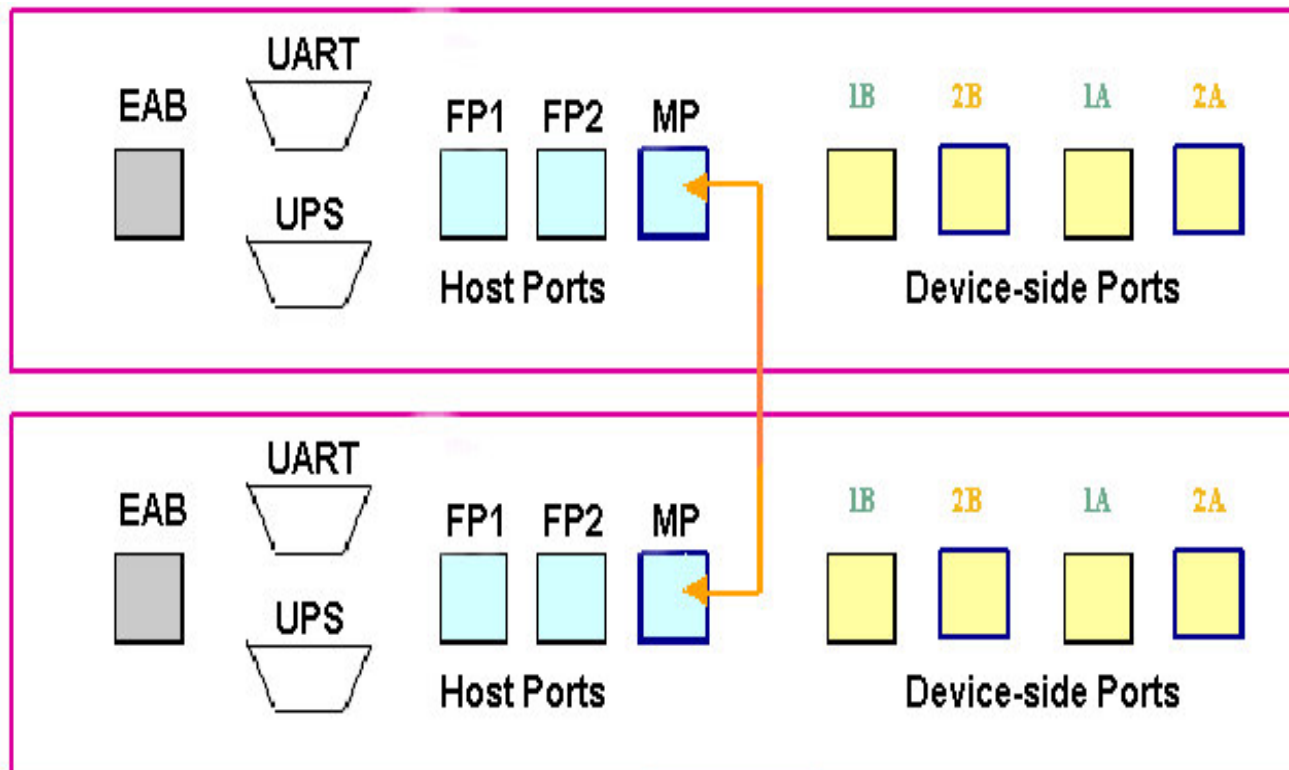 UART
EAB
FP1 FP2 MP
1B 2B 1A 2A
UPS
Host Ports
Device-side Ports
UART
EAB
FP1 FP2 MP
1B 2B 1A 2A
UPS
Host Ports
Device-side Ports